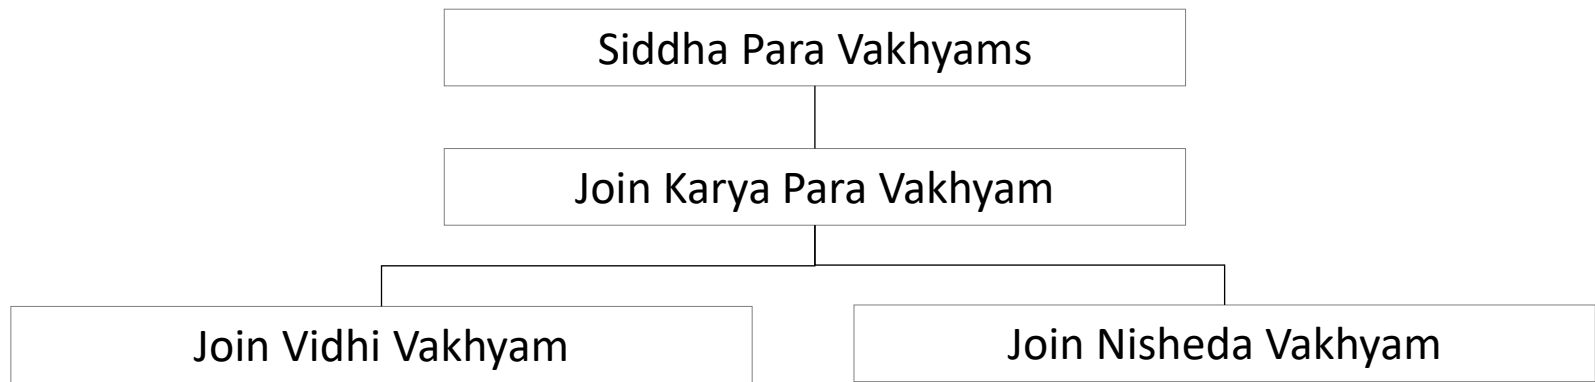 Siddha Para Vakhyams
Join Karya Para Vakhyam
Join Vidhi Vakhyam
Join Nisheda Vakhyam